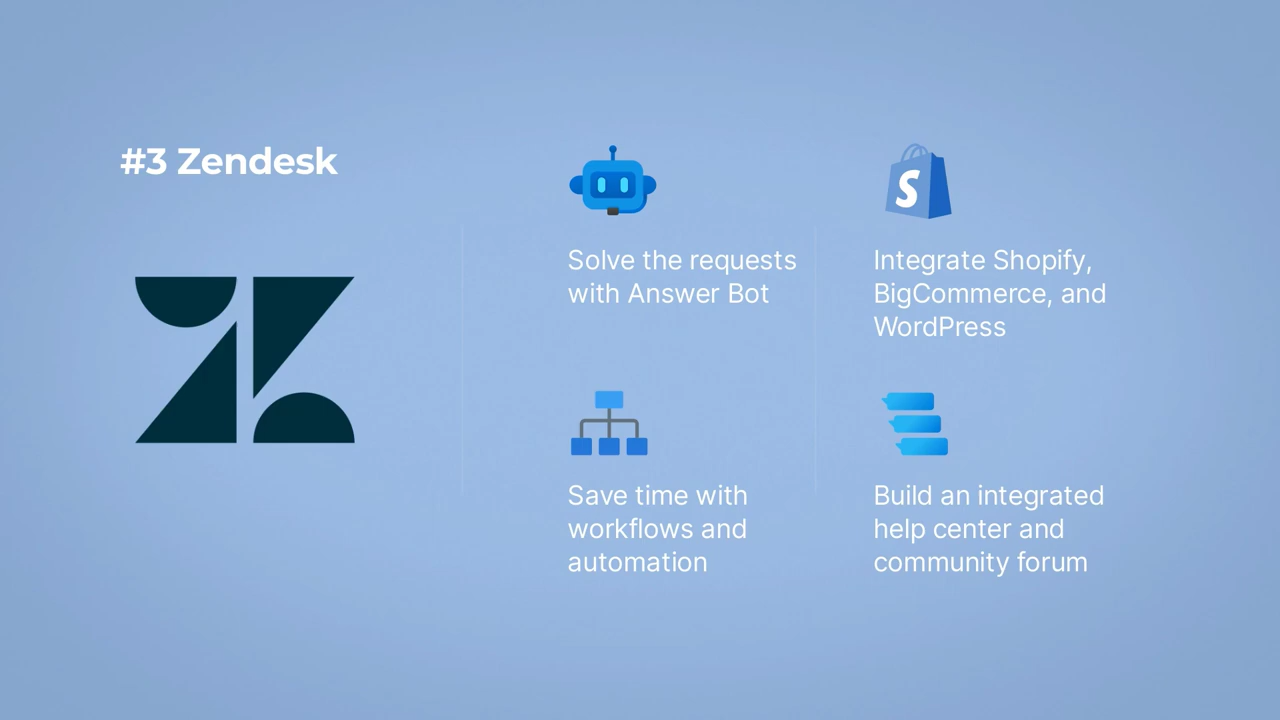 #3 Zendesk
Solve the requests
with Answer Bot
Integrate Shopify,
BigCommerce, and
WordPress
Save time with
workflows and
automation
Build an integrated
help center and
community forum